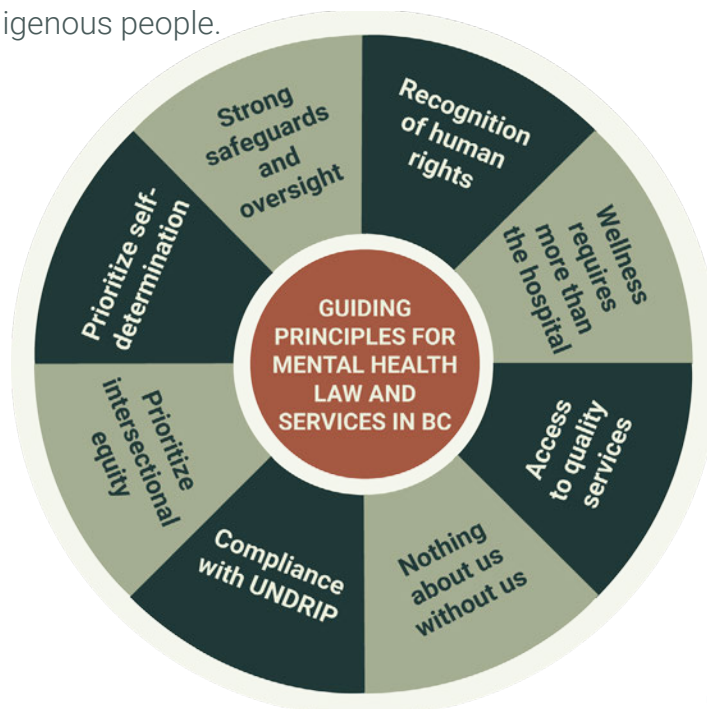 igenous people.
GUIDING
PRINCIPLES FOR
MENTAL HEALTH
LAW AND
SERVICES IN BC
Recognition
of human
rights
Wellness
requires
more than
the hospital
Access
to quality
services
Nothing
about us
without us
Compliance
with UNDRIP
Prioritize
intersectional
equity
Prioritize self-
determination
Strong
safeguards
and
oversight